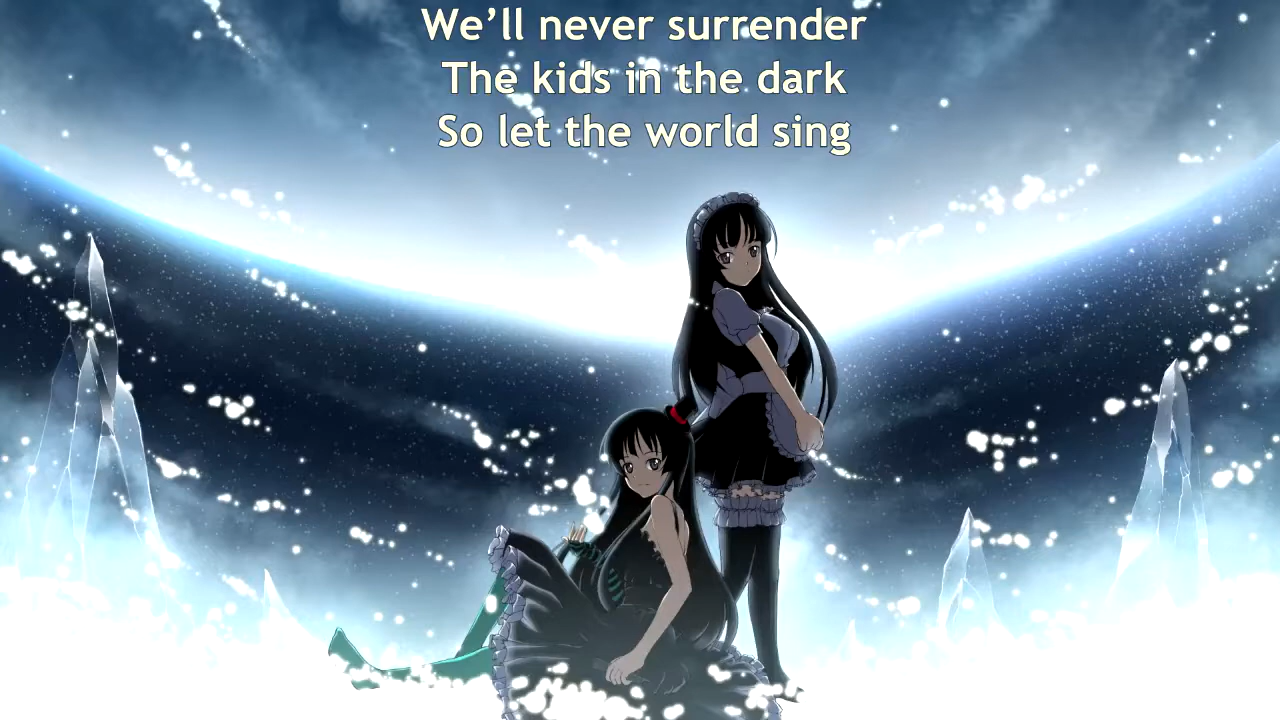 We’ll never surrender
The kids in the dark
So let the world sing